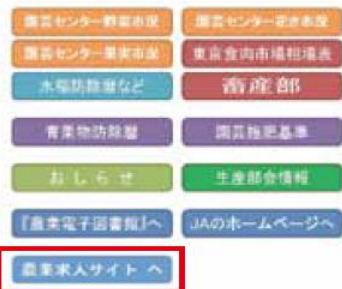 園芸センター野菜市況
園芸センター花き市況
園芸センター果実市況
東京食肉市場相場表
水稲防除暦など
畜産部
青果物防除暦
園芸施肥基準
おしらせ
生産部会情報
『農業電子図書館』へ
JAのホームページへ
農業求人サイト へ